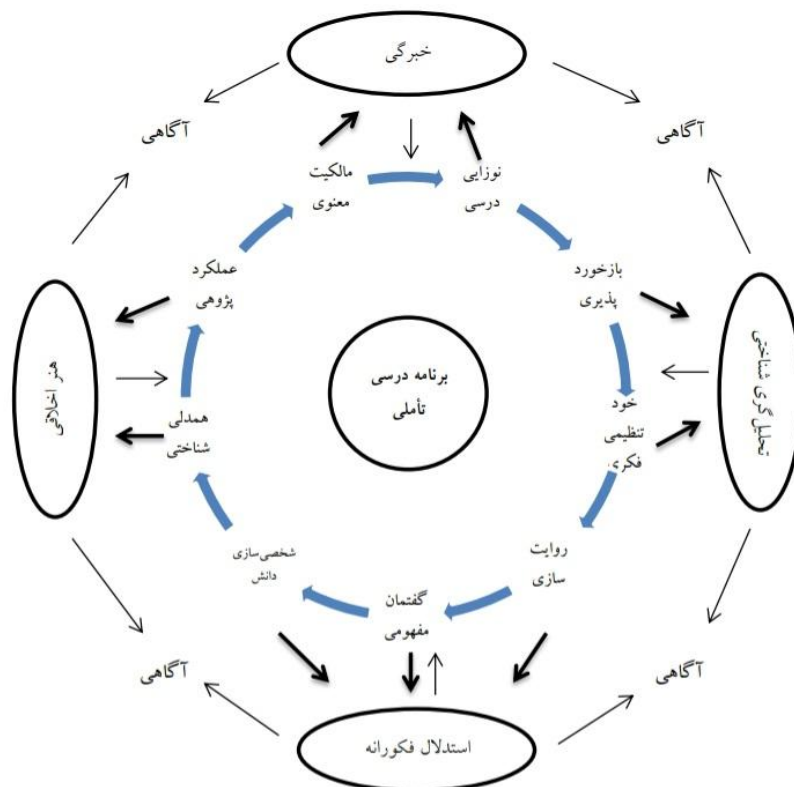 خبرگی
آگاهی
آگاهی
مالکیت
معنوی
نوزایی
درسی
عملکرد
پژوهی
بازخورد
پذیری
هنر اخلاقی
برنامه درسی
تأملی
تحلیل گری شناختی
همدلی
شناختی
خود
تنظیمی
فکری
شخصی‌سازی
دانش
روایت
سازی
گفتمان
مفهومی
آگاهی
آگاهی
استدلال فکورانه